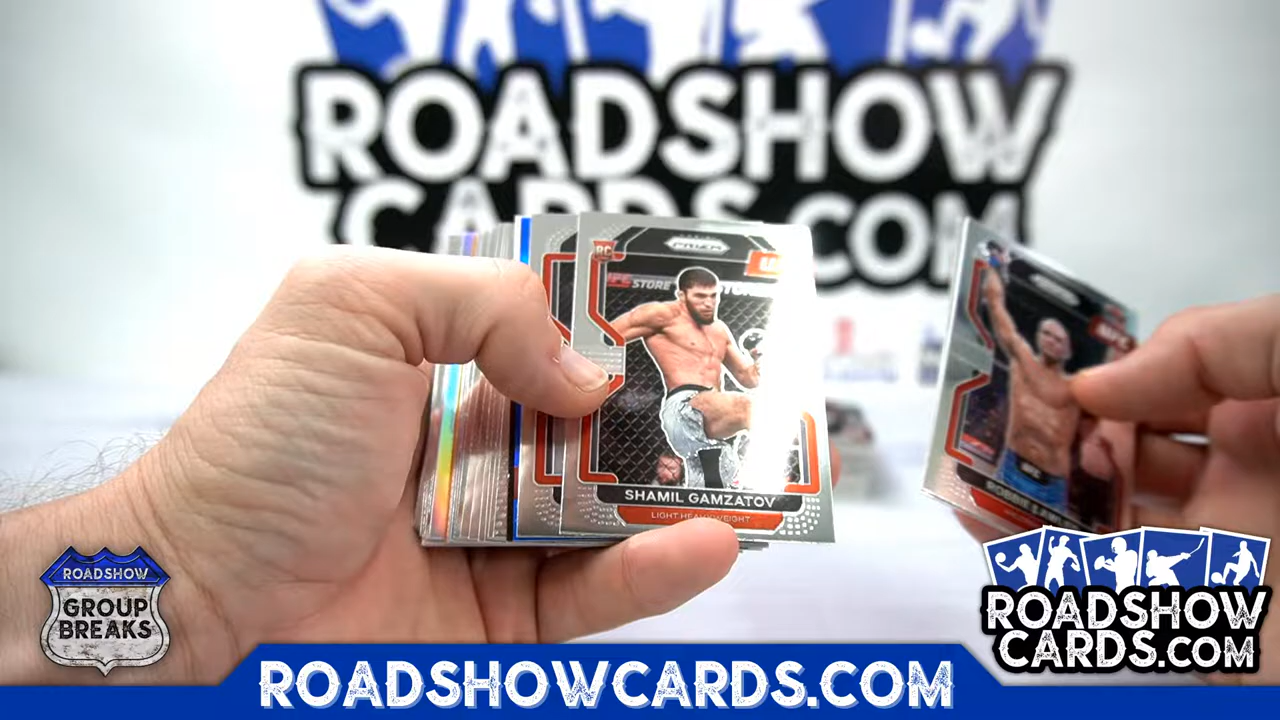 ROADSHOW
CARDS.COM
RC
PRIZM
UFC STORE
SHAMIL GAMZATOV
LIGHT HEAVYWEIGHT
ROADSHOW
GROUP
BREAKS
ROADSHOW
CARDS.COM
ROADSHOWCARDS.COM